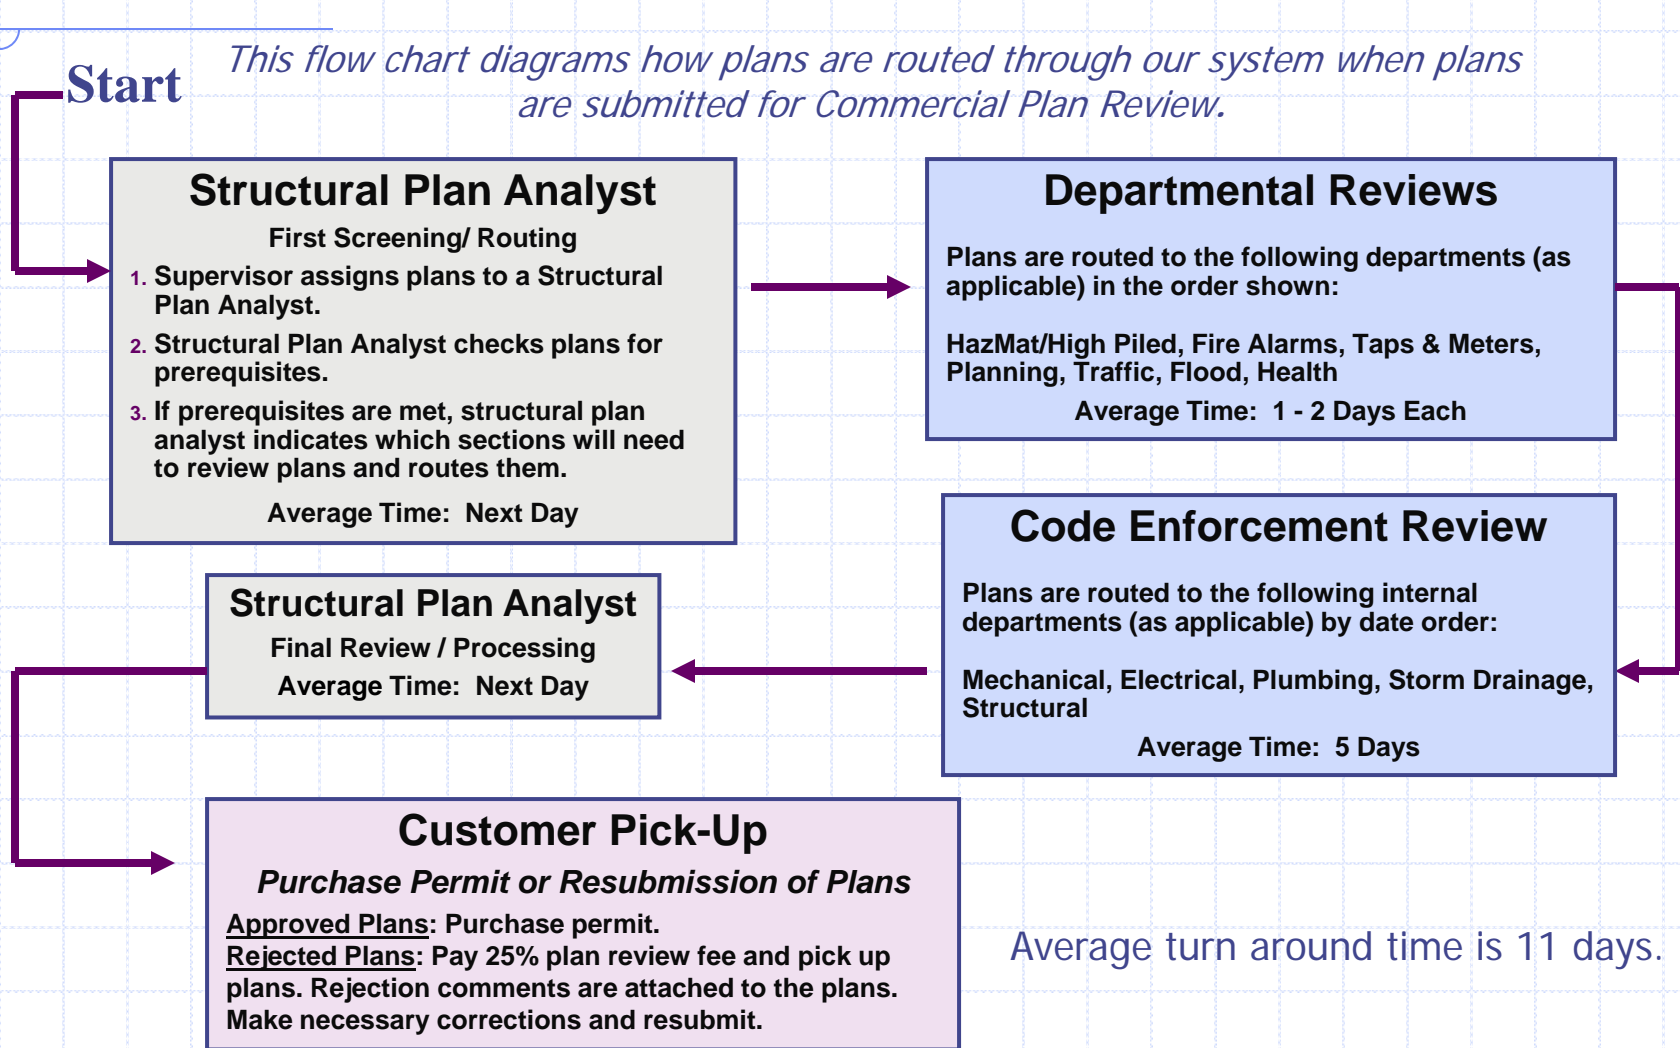 Start
This flow chart diagrams how plans are routed through our system when plans
are submitted for Commercial Plan Review.
Structural Plan Analyst
First Screening/ Routing
1. Supervisor assigns plans to a Structural
Plan Analyst.
2. Structural Plan Analyst checks plans for
prerequisites.
3. If prerequisites are met, structural plan
analyst indicates which sections will need
to review plans and routes them.
Average Time: Next Day
Departmental Reviews
Plans are routed to the following departments (as
applicable) in the order shown:
HazMat/High Piled, Fire Alarms, Taps & Meters,
Planning, Traffic, Flood, Health
Average Time: 1 - 2 Days Each
Code Enforcement Review
Plans are routed to the following internal
departments (as applicable) by date order:
Mechanical, Electrical, Plumbing, Storm Drainage,
Structural
Average Time: 5 Days
Structural Plan Analyst
Final Review / Processing
Average Time: Next Day
Customer Pick-Up
Purchase Permit or Resubmission of Plans
Approved Plans: Purchase permit.
Rejected Plans: Pay 25% plan review fee and pick up
plans. Rejection comments are attached to the plans.
Make necessary corrections and resubmit.
Average turn around time is 11 days.